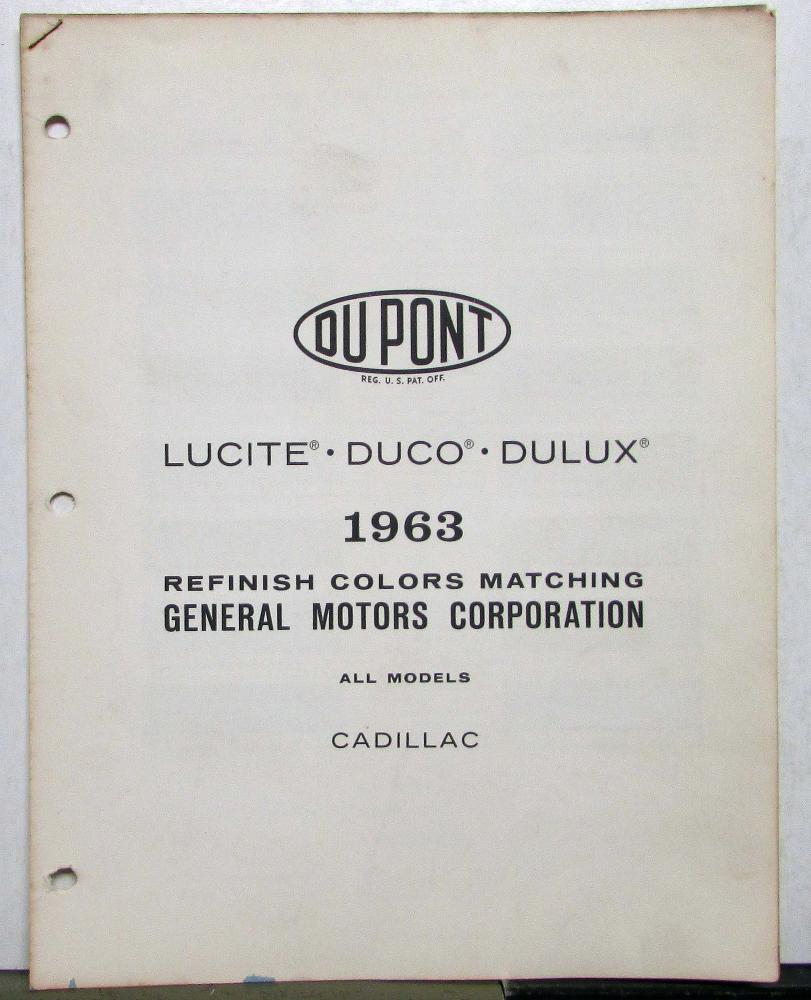 DU PONT
REG. U. S. PAT. OFF.
LUCITE® • DUCO® • DULUX®
1963
REFINISH COLORS MATCHING
GENERAL MOTORS CORPORATION
ALL MODELS
CADILLAC